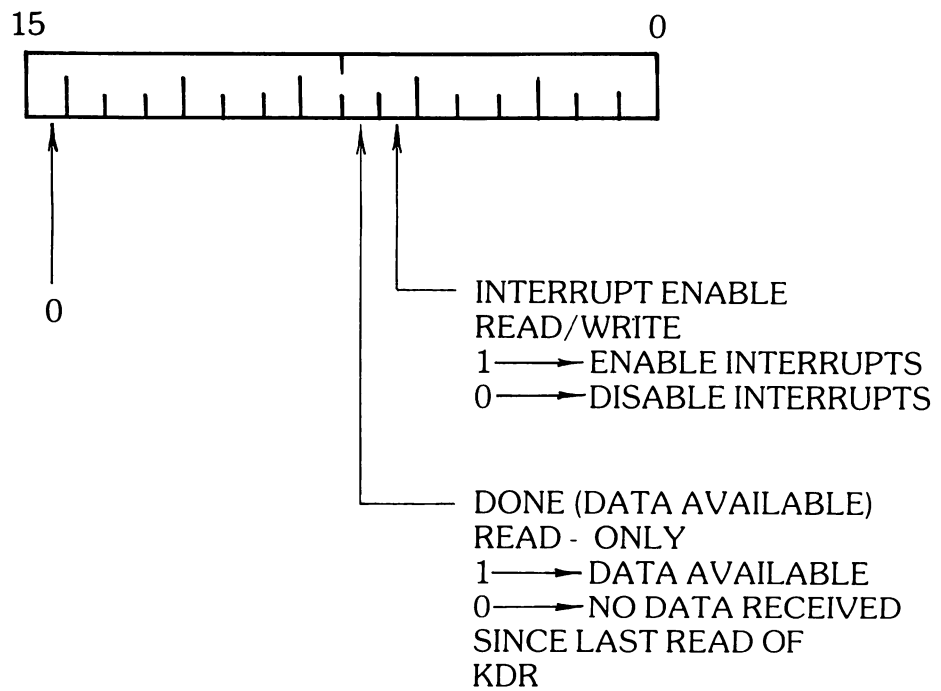 15 0
0
INTERRUPT ENABLE
READ/WRITE
1 → ENABLE INTERRUPTS
0 → DISABLE INTERRUPTS
DONE (DATA AVAILABLE)
READ - ONLY
1 → DATA AVAILABLE
0 → NO DATA RECEIVED
SINCE LAST READ OF
KDR